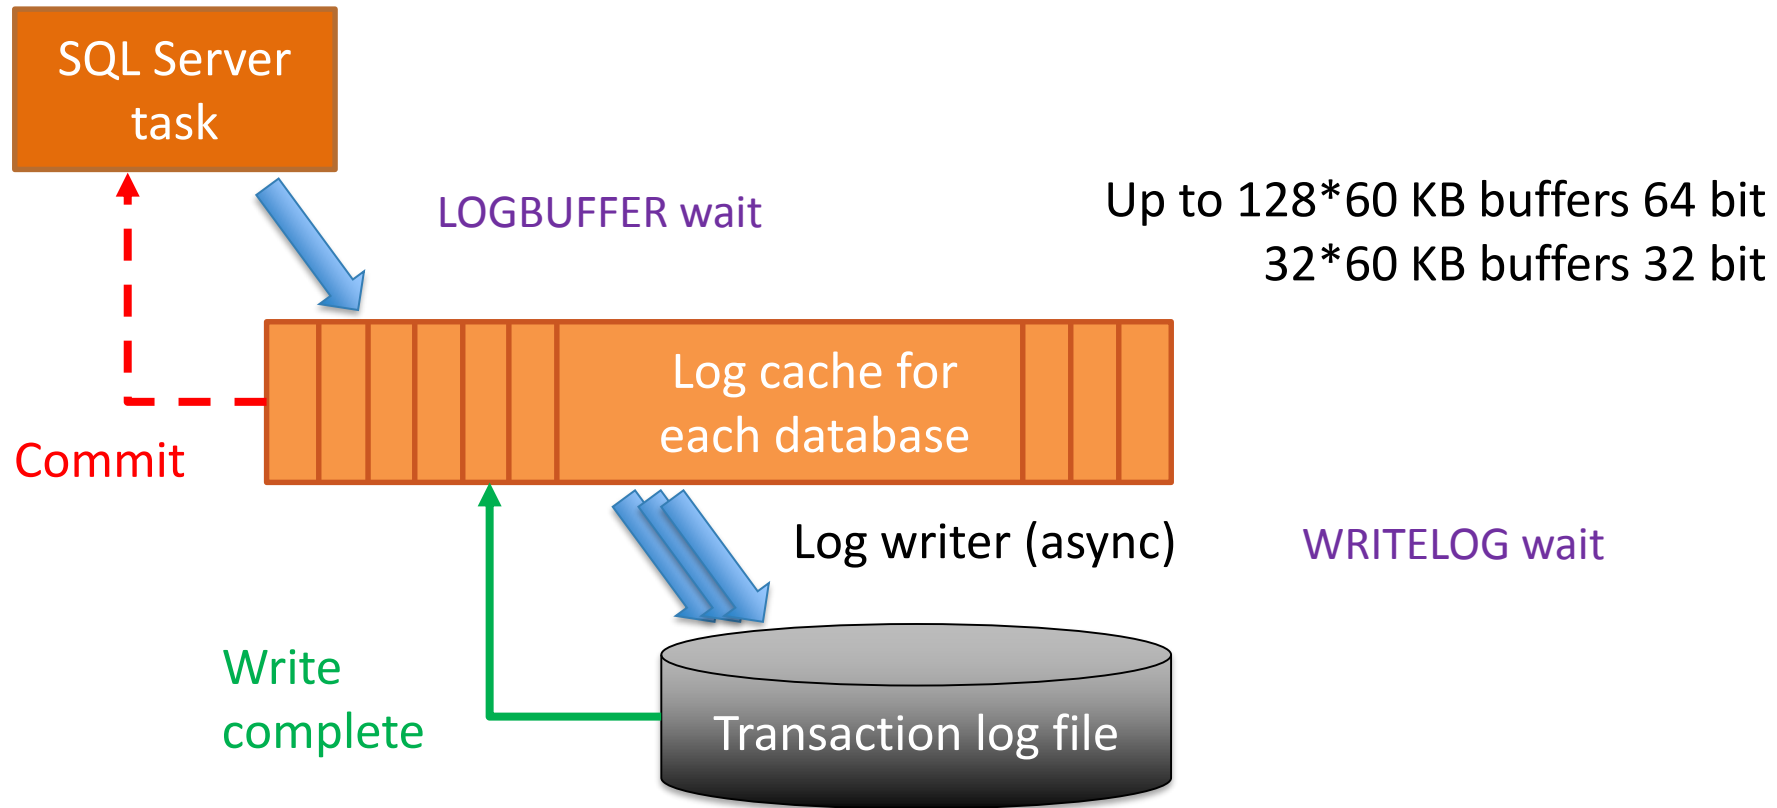 SQL Server
task
LOGBUFFER wait
Up to 128*60 KB buffers 64 bit
32*60 KB buffers 32 bit
Log cache for
each database
Commit
Log writer (async)
WRITELOG wait
Write
complete
Transaction log file